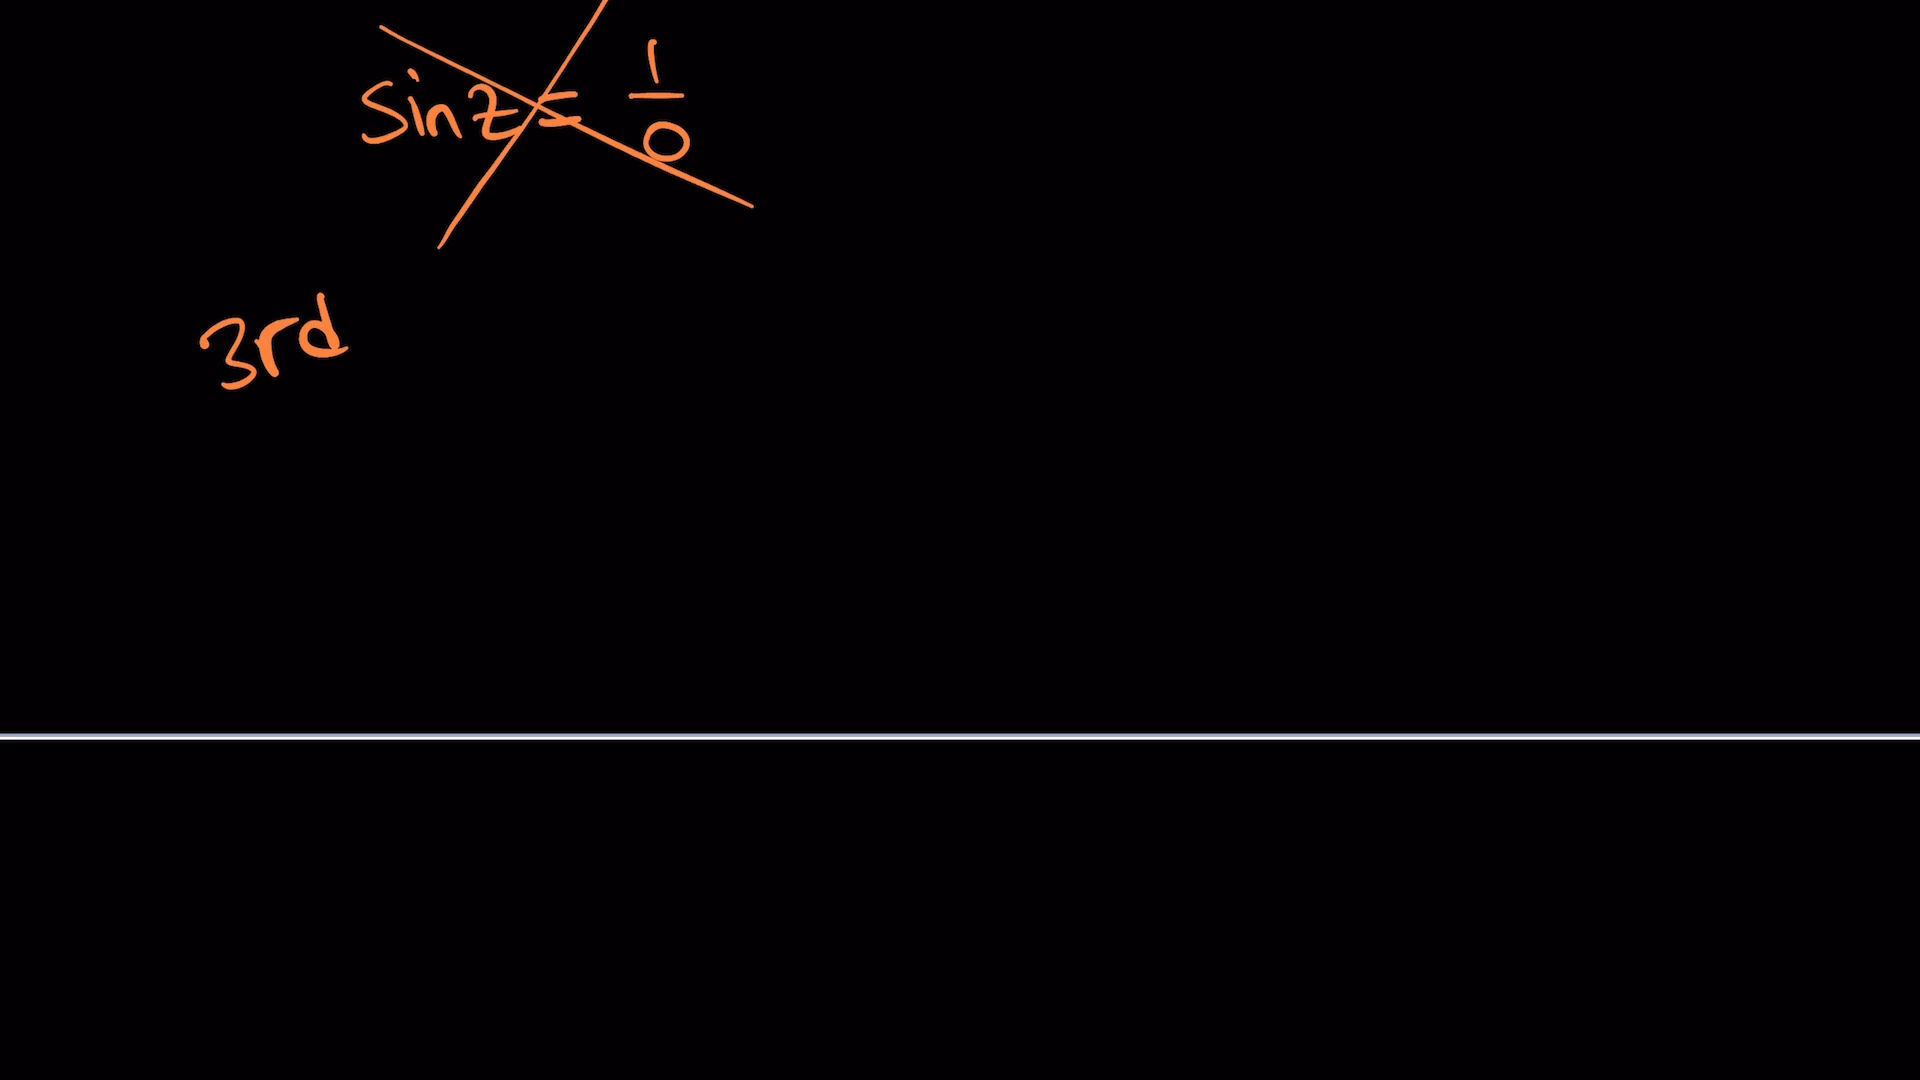 sin z = 1/0
3rd